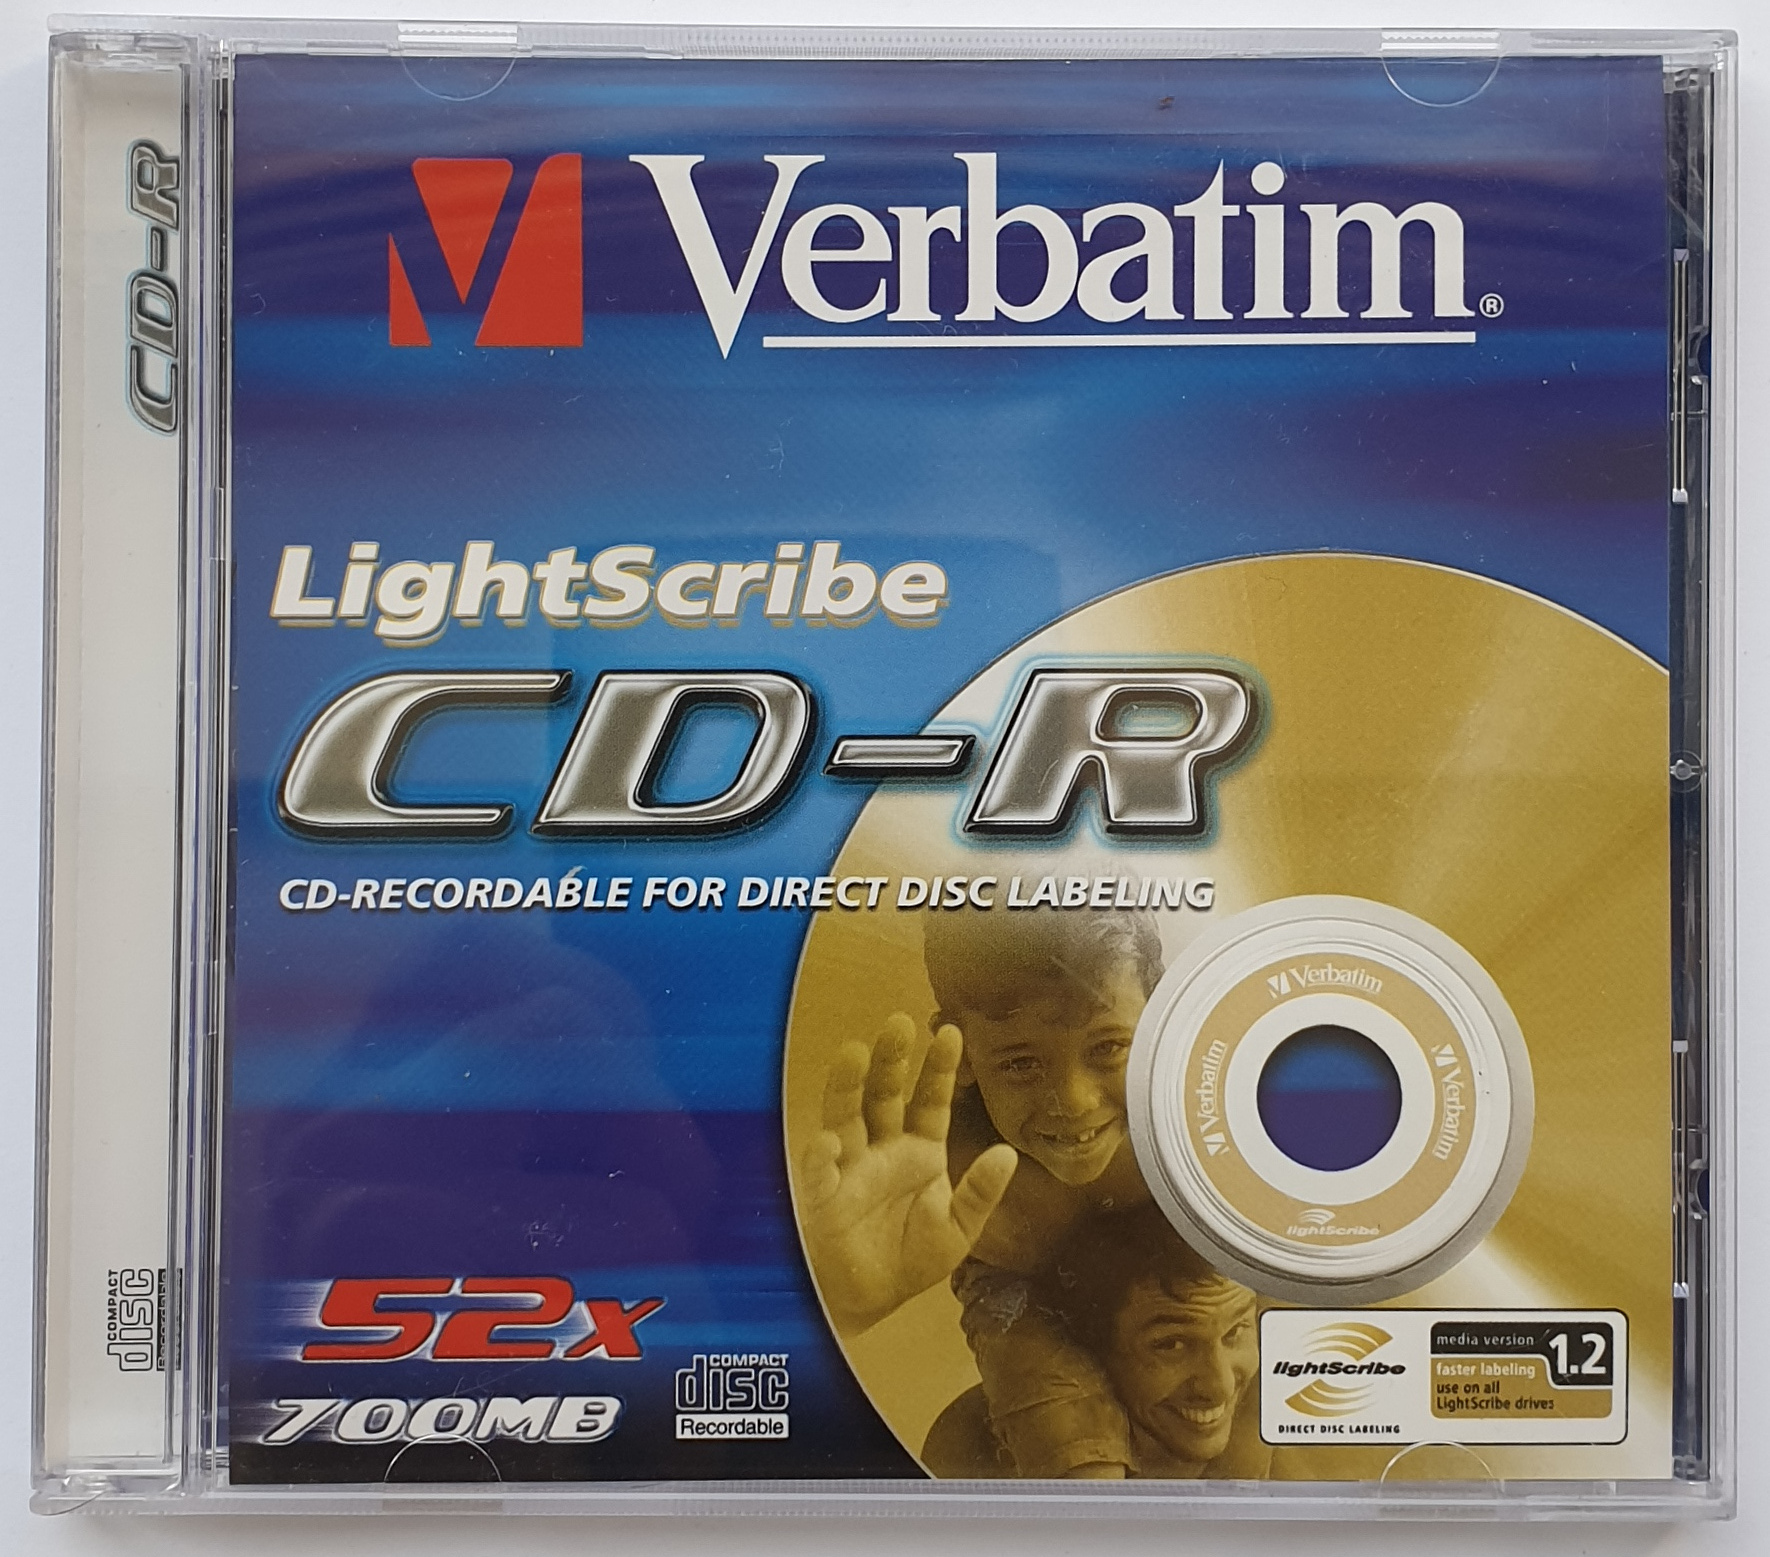 CD-R
COMPACT
disc
Recordable
Verbatim®
LightScribe
CD-R
CD-RECORDABLE FOR DIRECT DISC LABELING
Verbatim
Verbatim
Verbatim
lightScribe
52x
700MB
COMPACT
disc
Recordable
lightScribe
DIRECT DISC LABELING
media version 1.2
faster labeling
use on all
LightScribe drives